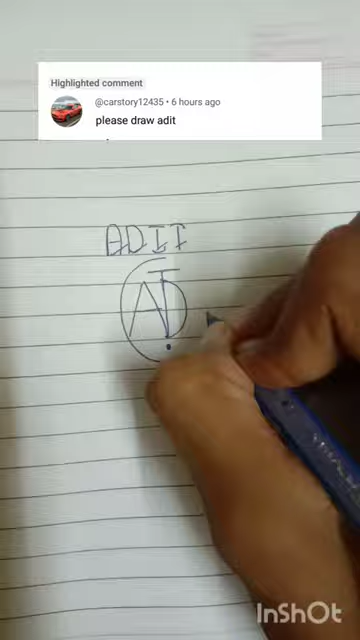 Highlighted comment
@carstory12435 • 6 hours ago
please draw adit
ADIT
InShOt